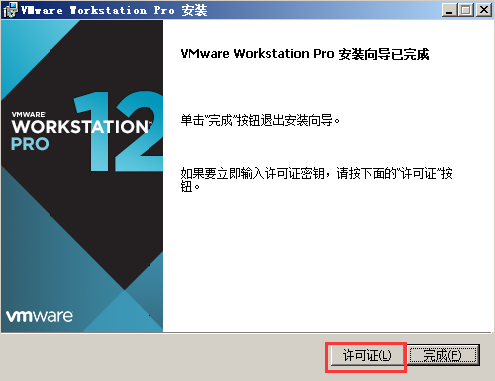 VMware Workstation Pro 安装
VMware Workstation Pro 安装向导已完成
VMWARE
WORKSTATION
PRO
12
单击“完成”按钮退出安装向导。
如果要立即输入许可证密钥，请按下面的“许可证”按
钮。
vmware
许可证(L)
完成(F)